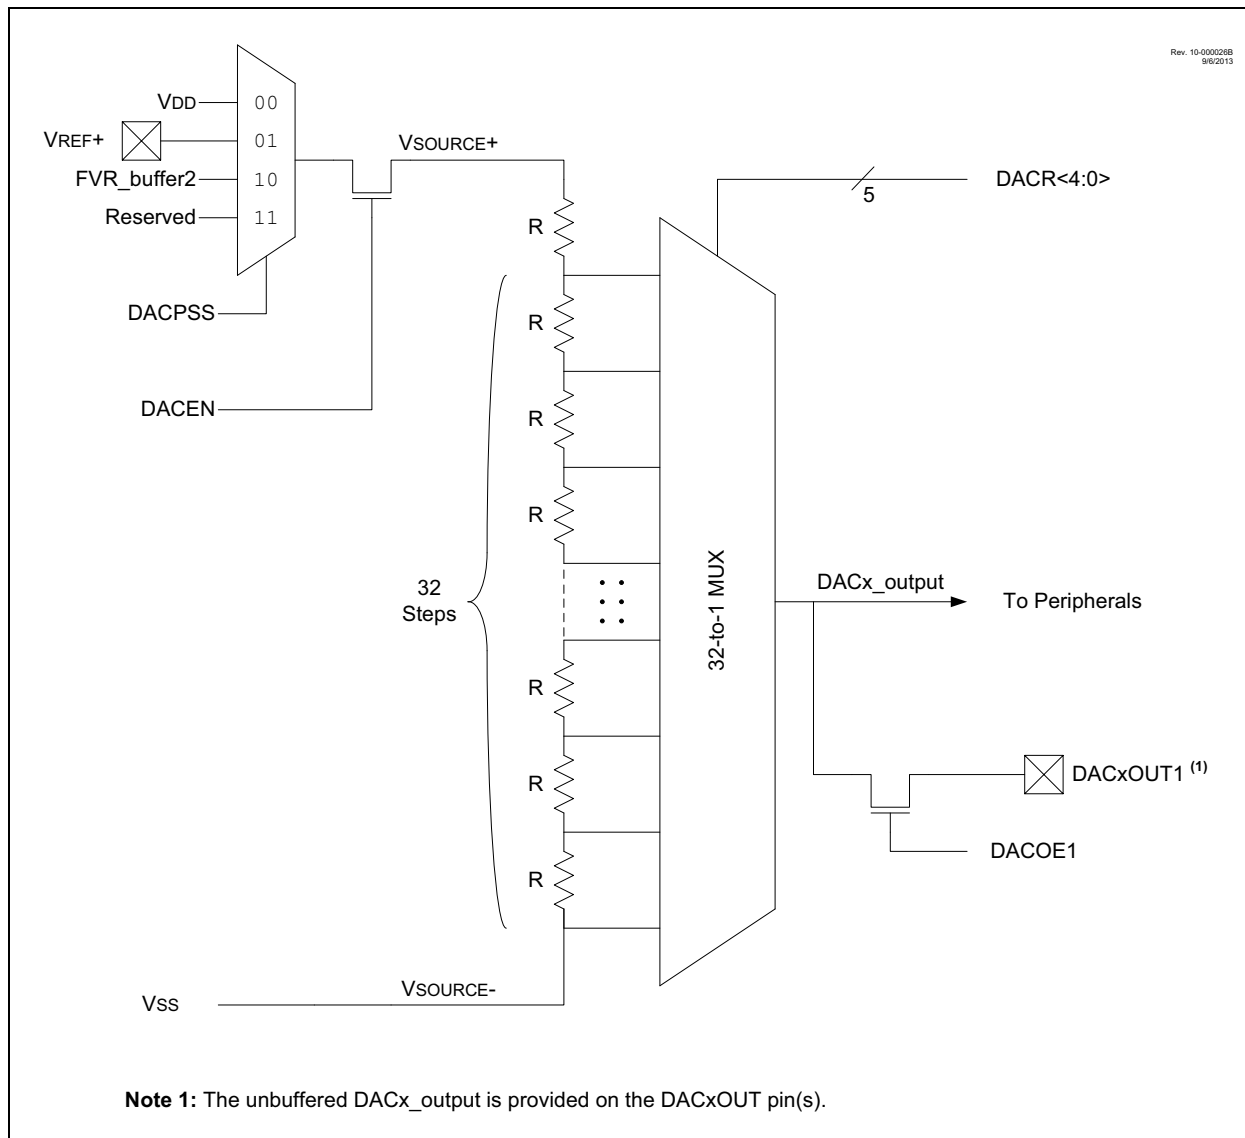 Rev. 10-000026B
9/6/2013
VDD
00
VREF+
01
VSOURCE+
FVR_buffer2
10
DACR<4:0>
5
Reserved
11
R
DACPSS
R
DACEN
R
R
32
Steps
32-to-1 MUX
DACx_output
To Peripherals
R
R
DACxOUT1 (1)
DACOE1
R
VSOURCE-
VSS
Note 1: The unbuffered DACx_output is provided on the DACxOUT pin(s).